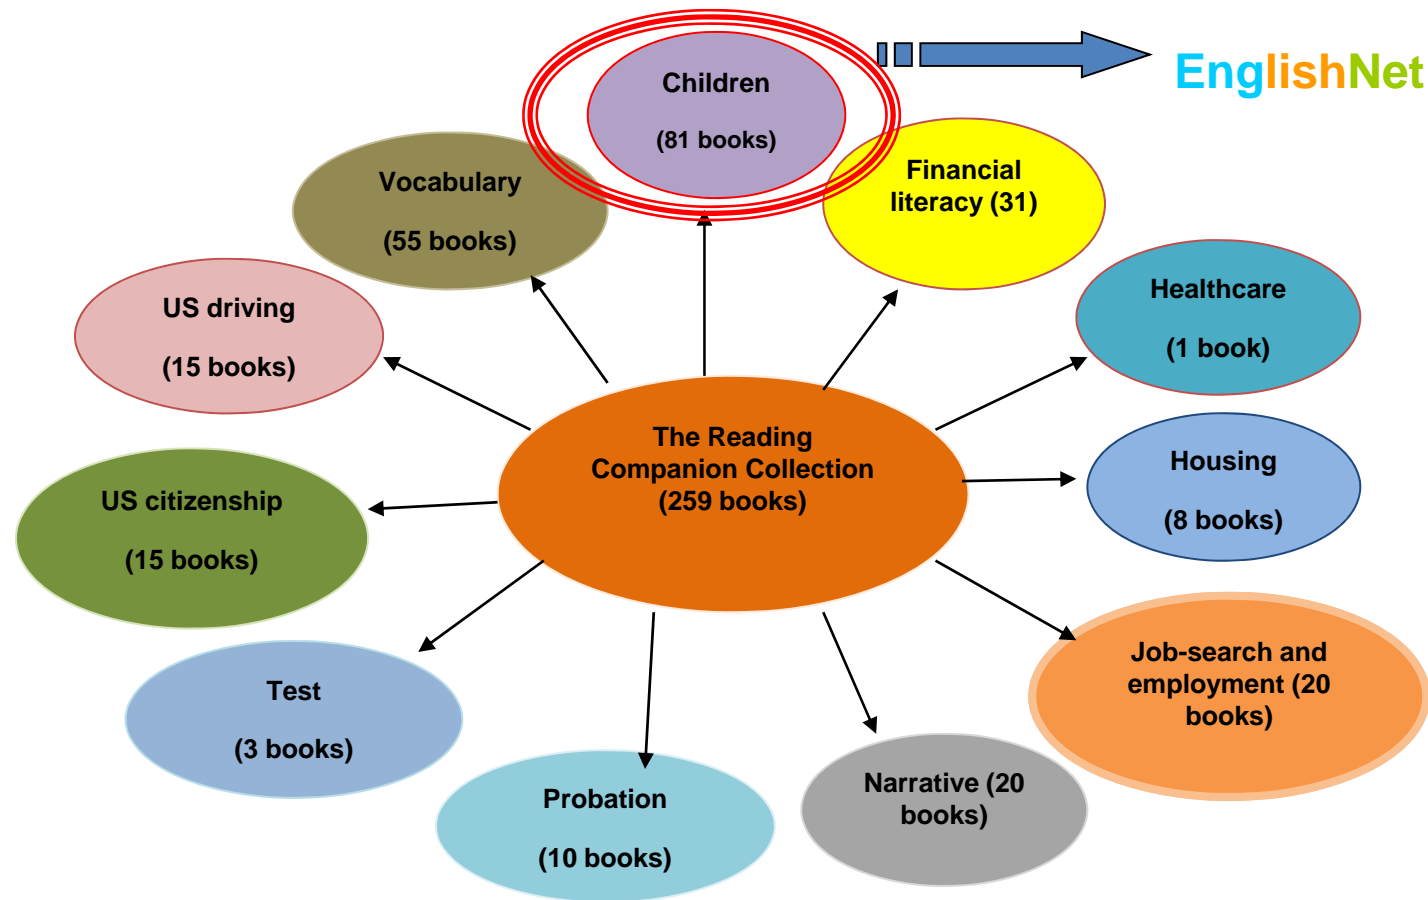 Children
(81 books)
EnglishNet
Vocabulary
(55 books)
Financial
literacy (31)
US driving
(15 books)
Healthcare
(1 book)
The Reading
Companion Collection
(259 books)
Housing
(8 books)
US citizenship
(15 books)
Job-search and
employment (20
books)
Test
(3 books)
Narrative (20
books)
Probation
(10 books)